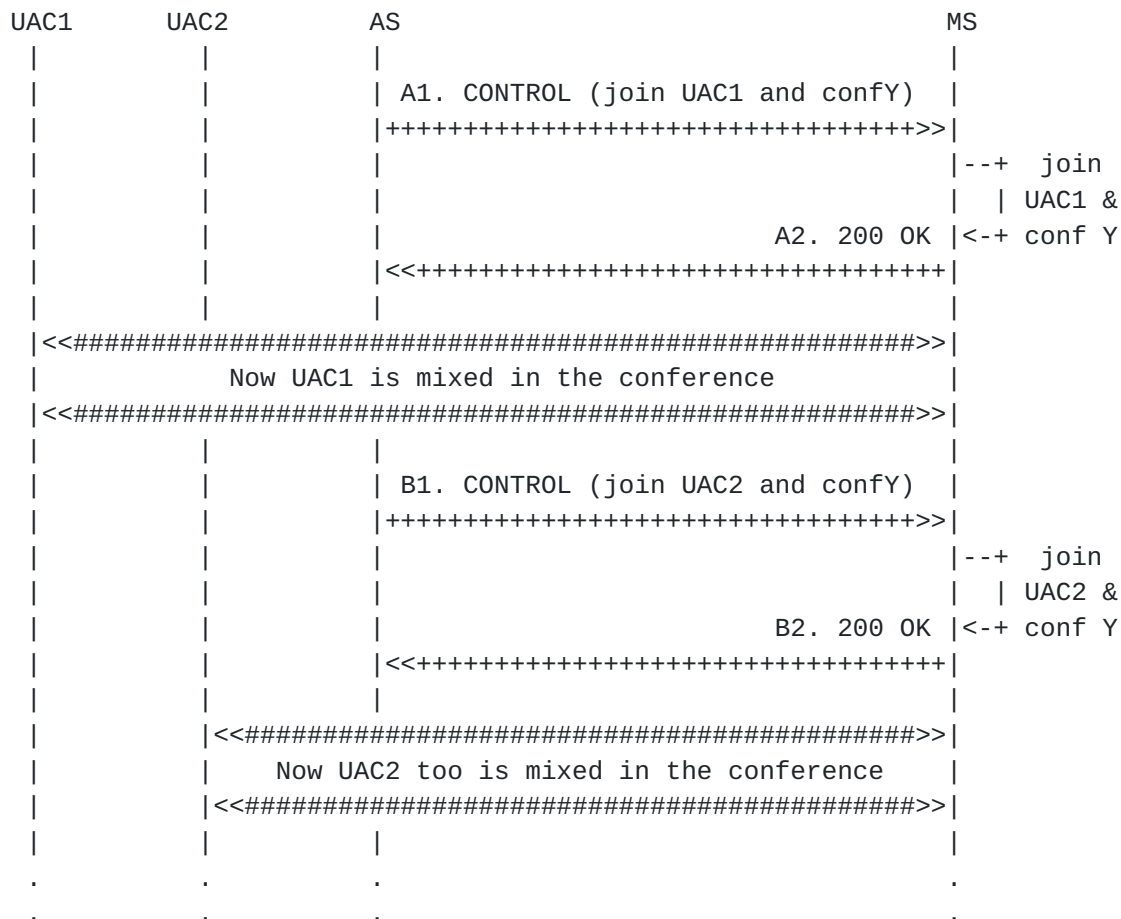 UAC1      UAC2         AS                                   MS
 |          |          |                                    |
 |          |          | A1. CONTROL (join UAC1 and confY)  |
 |          |          |++++++++++++++++++++++++++++++++++>>|
 |          |          |                                    |--+  join
 |          |          |                                    |  | UAC1 &
 |          |          |                         A2. 200 OK |<-+ conf Y
 |          |          |<<++++++++++++++++++++++++++++++++++|
 |          |          |                                    |
 |<<######################################################>>|
 |            Now UAC1 is mixed in the conference           |
 |<<######################################################>>|
 |          |          |                                    |
 |          |          | B1. CONTROL (join UAC2 and confY)  |
 |          |          |++++++++++++++++++++++++++++++++++>>|
 |          |          |                                    |--+  join
 |          |          |                                    |  | UAC2 &
 |          |          |                         B2. 200 OK |<-+ conf Y
 |          |          |<<++++++++++++++++++++++++++++++++++|
 |          |          |                                    |
 |          |<<###########################################>>|
 |          |    Now UAC2 too is mixed in the conference    |
 |          |<<###########################################>>|
 |          |          |                                    |
 .          .          .                                    .
 .          .          .                                    .